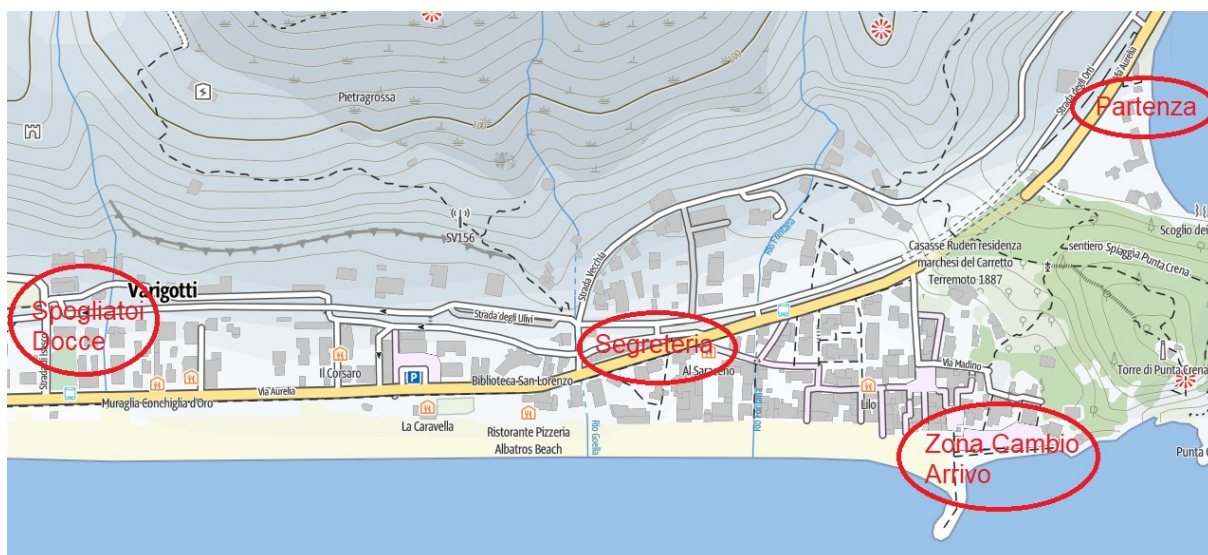 100
Strada degli Orti
Via Aurelia
Partenza
Pietragrossa
100
SV156
Strada Vecchia
Rio Fontana
Casasse Ruderi residenza
marchesi del Carretto
Terremoto 1887
Scoglio dei
sentiero Spiaggia Punta Crena
Varigotti
Spogliatoi
Docce
Strada degli Ulivi
Segreteria
Il Corsaro
P
Biblioteca San Lorenzo
Al Saraceno
Via Madino
Torre di Punta Crena
Via Aurelia
Muraglia Conchiglia d'Oro
La Caravella
Ristorante Pizzeria
Albatros Beach
Rio Goella
Rio Fontana
Lilo
Zona Cambio
Arrivo
Punta